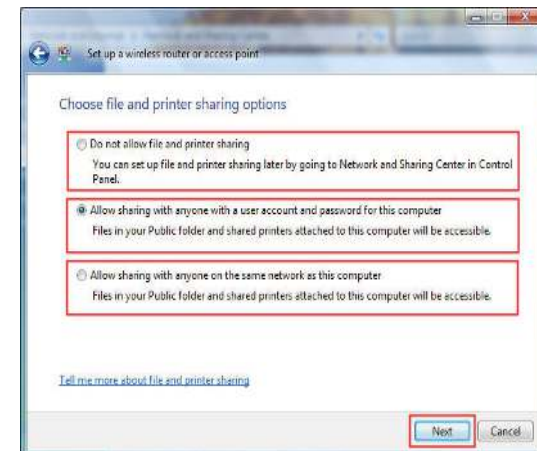 Set up a wireless router or access point
Choose file and printer sharing options
Do not allow file and printer sharing
You can set up file and printer sharing later by going to Network and Sharing Center in Control
Panel.
Allow sharing with anyone with a user account and password for this computer
Files in your Public folder and shared printers attached to this computer will be accessible.
Allow sharing with anyone on the same network as this computer
Files in your Public folder and shared printers attached to this computer will be accessible.
Tell me more about file and printer sharing
Next
Cancel